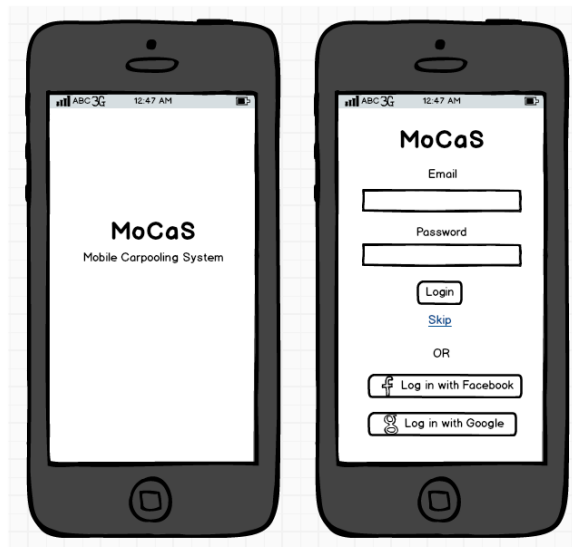 ABC 3G 12:47 AM
MoCaS
Mobile Carpooling System
ABC 3G 12:47 AM
MoCaS
Email
Password
Login
Skip
OR
f Log in with Facebook
g Log in with Google